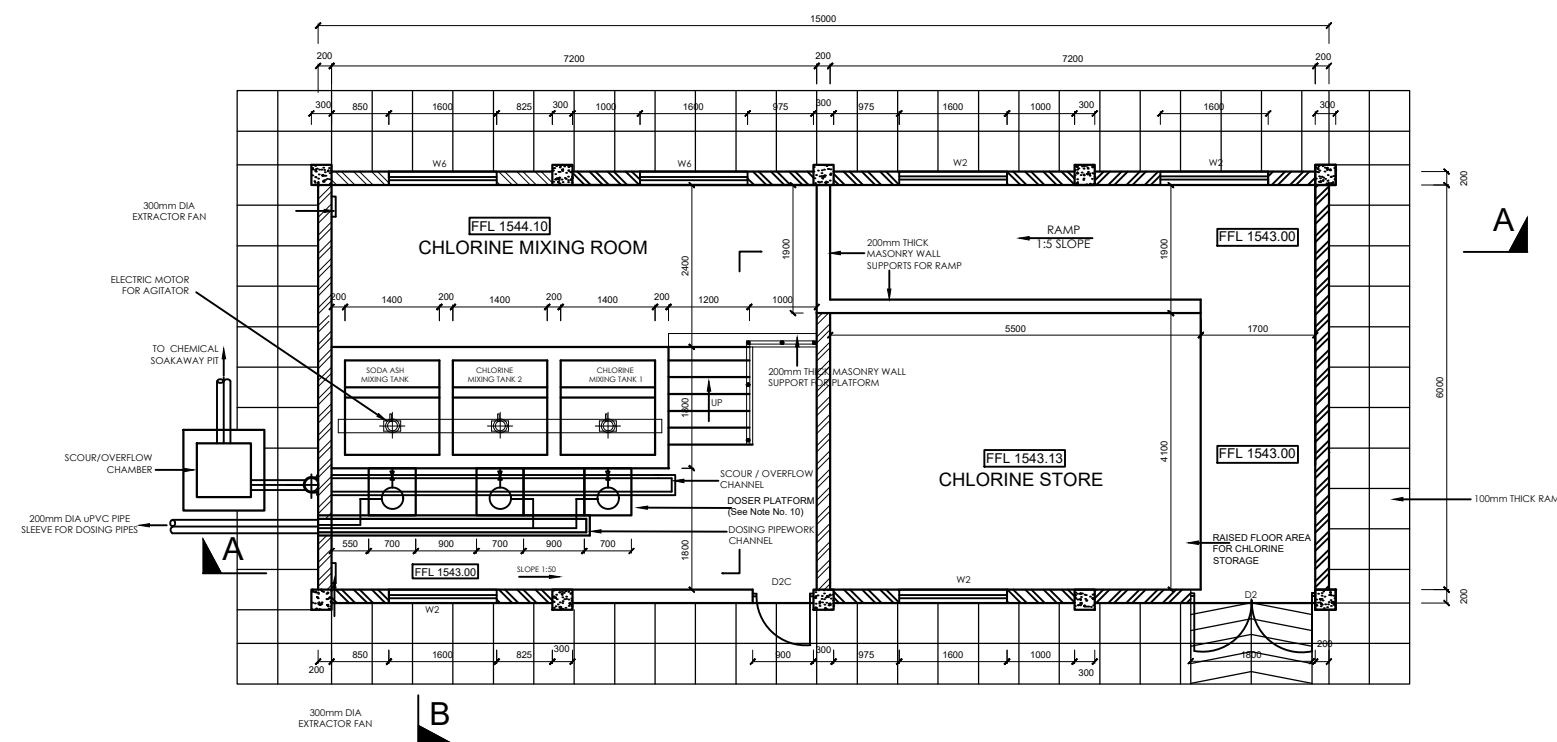 15000
200
7200
200
7200
200
300
850
1600
825
300
1000
1600
975
300
975
1600
1000
300
1600
300
W6
W6
W2
W2
200
300mm DIA
EXTRACTOR FAN
FFL 1544.10
CHLORINE MIXING ROOM
1900
200mm THICK
MASONRY WALL
SUPPORTS FOR RAMP
RAMP
1:5 SLOPE
1900
FFL 1543.00
A
ELECTRIC MOTOR
FOR AGITATOR
2400
200
1400
200
1400
200
1400
200
1200
1000
5500
1700
TO CHEMICAL
SOAKAWAY PIT
SODA ASH
MIXING TANK
CHLORINE
MIXING TANK 2
CHLORINE
MIXING TANK 1
200mm THICK MASONRY WALL
SUPPORT FOR PLATFORM
UP
1800
6000
4100
SCOUR/OVERFLOW
CHAMBER
SCOUR / OVERFLOW
CHANNEL
FFL 1543.13
CHLORINE STORE
FFL 1543.00
DOSER PLATFORM
(See Note No. 10)
100mm THICK RAM
200mm DIA uPVC PIPE
SLEEVE FOR DOSING PIPES
DOSING PIPEWORK
CHANNEL
A
550
700
900
700
900
700
1800
RAISED FLOOR AREA
FOR CHLORINE
STORAGE
FFL 1543.00
SLOPE 1:50
D2C
W2
D2
200
W2
200
850
1600
825
300
900
300
975
1600
1000
300
1800
200
300mm DIA
EXTRACTOR FAN
B